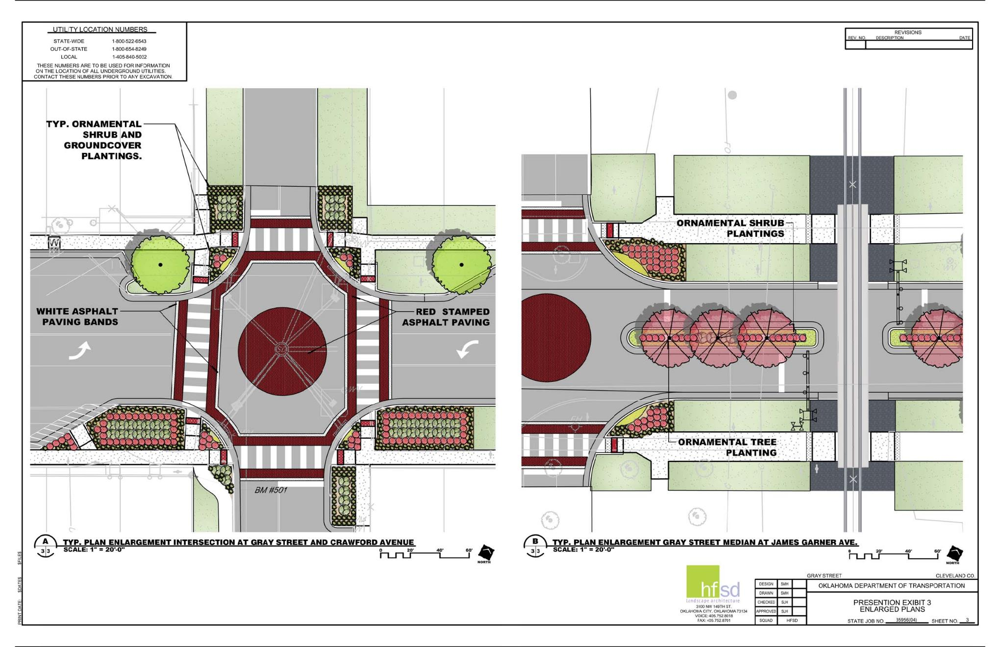 UTILITY LOCATION NUMBERS
STATE-WIDE 1-800-522-6543
OUT-OF-STATE 1-800-654-8249
LOCAL 1-405-840-5032
THESE NUMBERS ARE TO BE USED FOR INFORMATION
ON THE LOCATION OF ALL UNDERGROUND UTILITIES.
CONTACT THESE NUMBERS PRIOR TO ANY EXCAVATION.
REVISIONS
REV. NO. DESCRIPTION DATE
TYP. ORNAMENTAL
SHRUB AND
GROUNDCOVER
PLANTINGS.
WHITE ASPHALT
PAVING BANDS
RED STAMPED
ASPHALT PAVING
BM #501
ORNAMENTAL SHRUB
PLANTINGS
FO
FH
ORNAMENTAL TREE
PLANTING
A
3 3
TYP. PLAN ENLARGEMENT INTERSECTION AT GRAY STREET AND CRAWFORD AVENUE
SCALE: 1" = 20'-0"
0 20' 40' 60'
NORTH
B
3 3
TYP. PLAN ENLARGEMENT GRAY STREET MEDIAN AT JAMES GARNER AVE.
SCALE: 1" = 20'-0"
0 20' 40' 60'
NORTH
PRINT DATE: $DATE$ $FILE$
hfsd
landscape architecture
3100 NW 149TH ST.
OKLAHOMA CITY, OKLAHOMA 73134
VOICE: 405.752.8018
FAX: 405.752.8701
DESIGN SMH
DRAWN SMH
CHECKED SLH
APPROVED SLH
SQUAD HFSD
GRAY STREET CLEVELAND CO.
OKLAHOMA DEPARTMENT OF TRANSPORTATION
PRESENTION EXIBIT 3
ENLARGED PLANS
STATE JOB NO. 35956(04) SHEET NO. 3